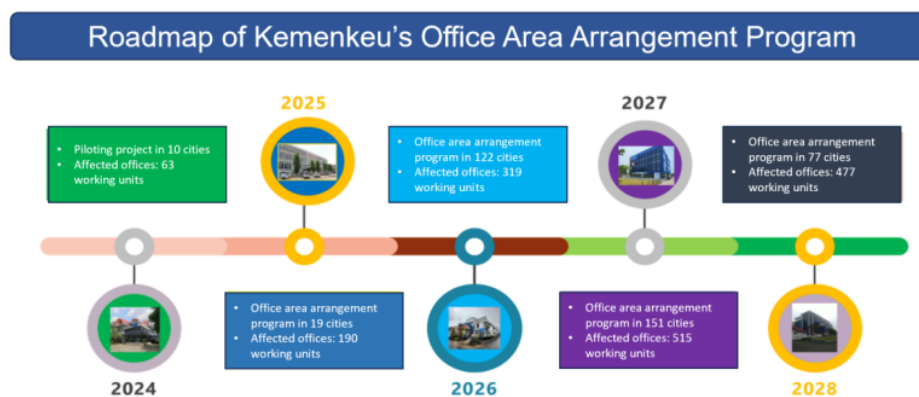 Roadmap of Kemenkeu's Office Area Arrangement Program
2025
2027
• Piloting project in 10 cities
• Affected offices: 63
working units
• Office area arrangement
program in 122 cities
• Affected offices: 319
working units
• Office area arrangement
program in 77 cities
• Affected offices: 477
working units
• Office area arrangement
program in 19 cities
• Affected offices: 190
working units
• Office area arrangement
program in 151 cities
• Affected offices: 515
working units
2024
2026
2028